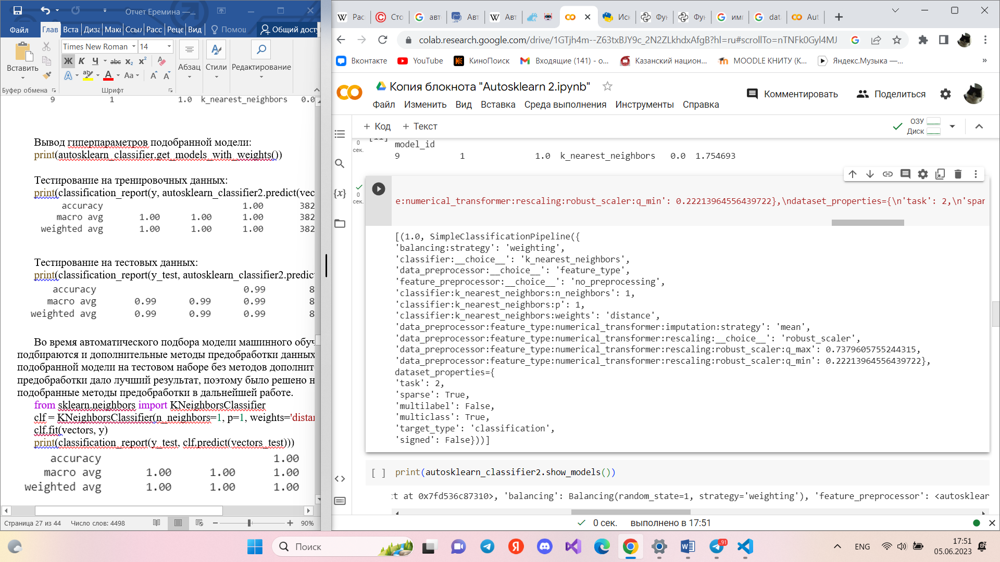 Отчет Еремина —...
Файл Глав Вста Диза Маке Ссыл Расс Реце Вид Помощ Общий досту
Вставить
Times New Roman 14
Ж К Ч abc x₂ x²
A aby A Aa A A
Абзац Стили Редактирование
Буфер обмена Шрифт
9 1 1.0 k_nearest_neighbors 0.0
Вывод гиперпараметров подобранной модели:
print(autosklearn_classifier.get_models_with_weights())
Тестирование на тренировочных данных:
print(classification_report(y, autosklearn_classifier2.predict(vec
accuracy 1.00 382
macro avg 1.00 1.00 1.00 382
weighted avg 1.00 1.00 1.00 382
Тестирование на тестовых данных:
print(classification_report(y_test, autosklearn_classifier2.predic
accuracy 0.99 8
macro avg 0.99 0.99 0.99 8
weighted avg 0.99 0.99 0.99 8
Во время автоматического подбора модели машинного обуч
подбираются и дополнительные методы предобработки данных
подобранной модели на тестовом наборе без методов дополните
предобработки дало лучший результат, поэтому было решено н
подобранные методы предобработки в дальнейшей работе.
from sklearn.neighbors import KNeighborsClassifier
clf = KNeighborsClassifier(n_neighbors=1, p=1, weights='distan
clf.fit(vectors, y)
print(classification_report(y_test, clf.predict(vectors_test)))
accuracy 1.00
macro avg 1.00 1.00 1.00
weighted avg 1.00 1.00 1.00
Страница 27 из 44 Число слов: 4498 90%
Рас Сто авт Авт Авт Иск Фун Фун имп dat Aut
colab.research.google.com/drive/1GTjh4m--Z63txBJY9c_2N2ZLkhdxAfgB?hl=ru#scrollTo=nTNFk0Gyl4MJ
Вконтакте YouTube КиноПоиск Входящие (141) - о... Казанский национ... MOODLE КНИТУ (К... Яндекс.Музыка —... »
Копия блокнота "Autosklearn 2.ipynb"
Комментировать Поделиться
Файл Изменить Вид Вставка Среда выполнения Инструменты Справка
+ Код + Текст
ОЗУ
Диск
[11]
0
сек.
model_id
9 1 1.0 k_nearest_neighbors 0.0 1.754693
{x}
0
сек.
e:numerical_transformer:rescaling:robust_scaler:q_min': 0.22213964556439722},\ndataset_properties={\n'task': 2,\n'spar
[(1.0, SimpleClassificationPipeline({
'balancing:strategy': 'weighting',
'classifier:__choice__': 'k_nearest_neighbors',
'data_preprocessor:__choice__': 'feature_type',
'feature_preprocessor:__choice__': 'no_preprocessing',
'classifier:k_nearest_neighbors:n_neighbors': 1,
'classifier:k_nearest_neighbors:p': 1,
'classifier:k_nearest_neighbors:weights': 'distance',
'data_preprocessor:feature_type:numerical_transformer:imputation:strategy': 'mean',
'data_preprocessor:feature_type:numerical_transformer:rescaling:__choice__': 'robust_scaler',
'data_preprocessor:feature_type:numerical_transformer:rescaling:robust_scaler:q_max': 0.7379605755244315,
'data_preprocessor:feature_type:numerical_transformer:rescaling:robust_scaler:q_min': 0.22213964556439722},
dataset_properties={
'task': 2,
'sparse': True,
'multilabel': False,
'multiclass': True,
'target_type': 'classification',
'signed': False}))]
[ ] print(autosklearn_classifier2.show_models())
ct at 0x7fd536c87310>, 'balancing': Balancing(random_state=1, strategy='weighting'), 'feature_preprocessor': <autosklear
0 сек. выполнено в 17:51
Поиск
91
ENG
17:51
05.06.2023